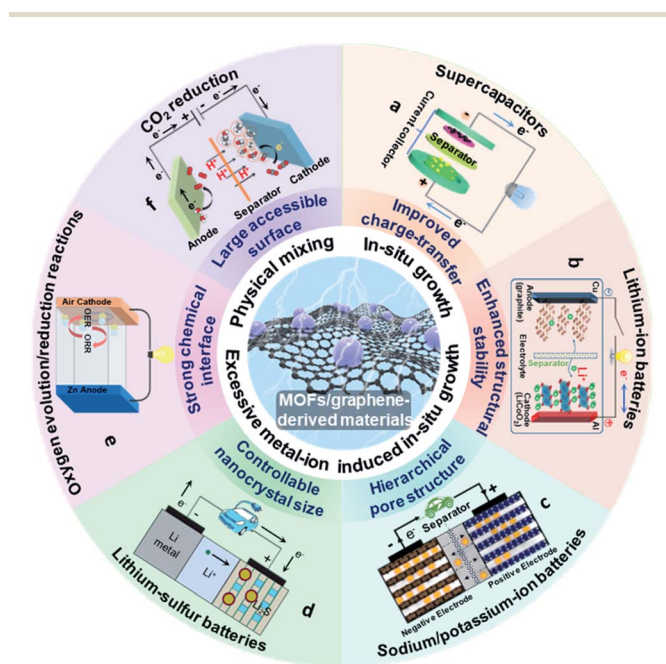 CO₂ reduction
e⁻
+
-
e⁻
e⁻
e⁻
H⁺
H⁺
H⁺
Cathode
Separator
Anode
f
Supercapacitors
a
Current collector
Separator
e⁻
e⁻
+
Lithium-ion batteries
b
Cu
Anode
(graphite)
Electrolyte
Separator
Li⁺
e⁻
Cathode
(LiCoO₂)
Al
Sodium/potassium-ion batteries
c
-
e⁻
Separator
+
Negative Electrode
Positive Electrode
Lithium-sulfur batteries
d
e⁻
-
+
e⁻
Li
metal
Li⁺
Li₂S
Oxygen evolution/reduction reactions
e
Air Cathode
OER
ORR
Zn Anode
Large accessible
surface
Improved
charge-transfer
Enhanced structural
stability
Hierarchical
pore structure
Controllable
nanocrystal size
Strong chemical
interface
Physical mixing
In-situ growth
Excessive metal-ion induced in-situ growth
MOFs/graphene-
derived materials